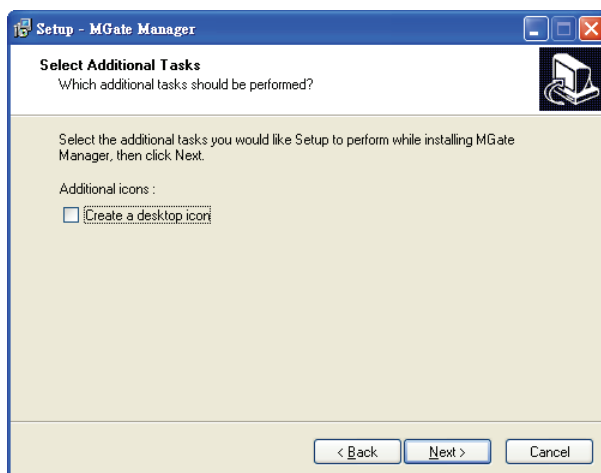 Setup - MGate Manager
Select Additional Tasks
Which additional tasks should be performed?
Select the additional tasks you would like Setup to perform while installing MGate
Manager, then click Next.
Additional icons :
Create a desktop icon
< Back
Next >
Cancel